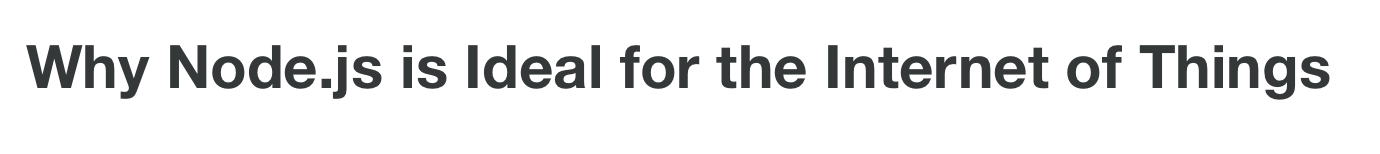 Why Node.js is Ideal for the Internet of Things